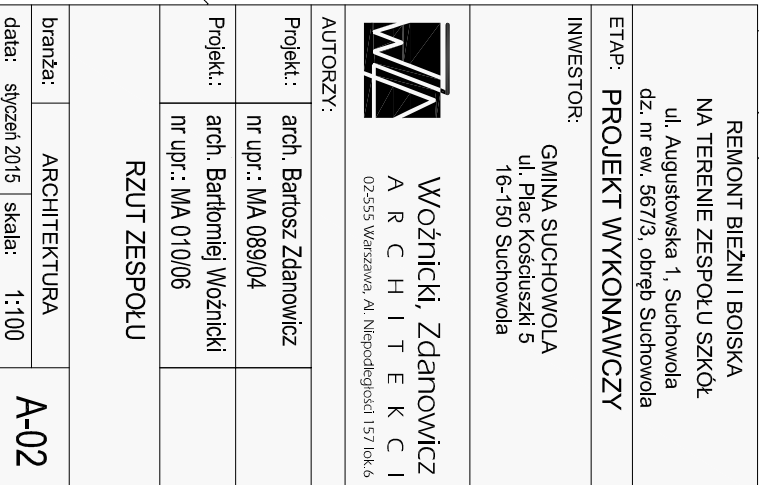 REMONT BIEŻNI I BOISKA
NA TERENIE ZESPOŁU SZKÓŁ
ul. Augustowska 1, Suchowola
dz. nr ew. 567/3, obręb Suchowola
ETAP: PROJEKT WYKONAWCZY
INWESTOR:
GMINA SUCHOWOLA
ul. Plac Kościuszki 5
16-150 Suchowola
Woźnicki, Zdanowicz
A R C H I T E K C I
02-555 Warszawa, Al. Niepodległości 157 lok.6
AUTORZY:
Projekt.: arch. Bartosz Zdanowicz
nr upr.: MA 089/04
Projekt.: arch. Bartłomiej Woźnicki
nr upr.: MA 010/06
RZUT ZESPOŁU
branża: ARCHITEKTURA
data: styczeń 2015 skala: 1:100
A-02